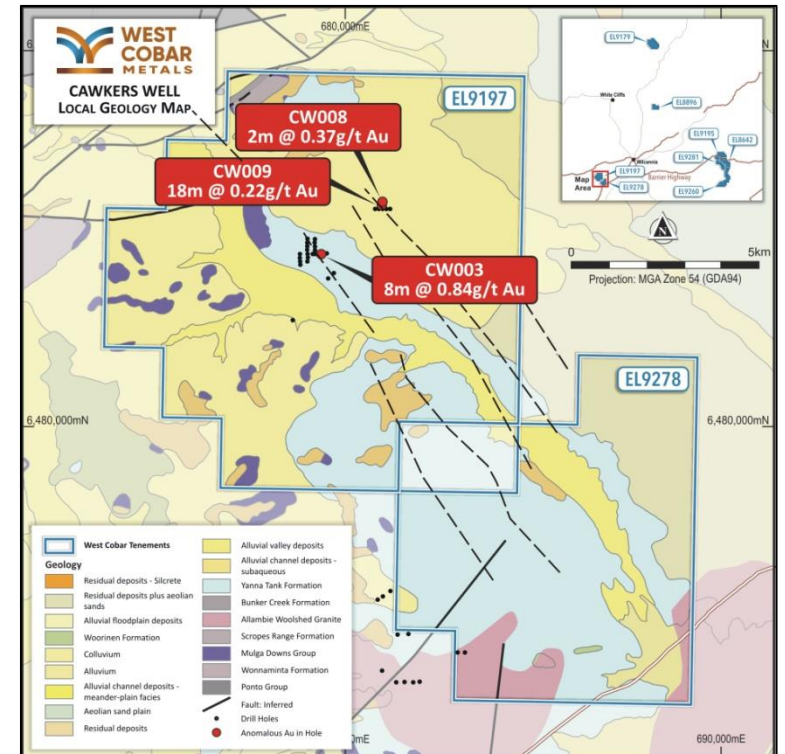 680,000mE
WEST
COBAR
METALS
CAWKERS WELL
LOCAL GEOLOGY MAP
EL9197
CW008
2m @ 0.37g/t Au
CW009
18m @ 0.22g/t Au
CW003
8m @ 0.84g/t Au
EL9179
White Cliffs
EL8896
EL9195
EL8642
Wilcannia
EL9281
EL9197
Barrier Highway
Map
Area
EL9278
EL9260
N
0
5km
Projection: MGA Zone 54 (GDA94)
EL9278
6,480,000mN
6,480,000mN
West Cobar Tenements
Geology
Residual deposits - Silcrete
Residual deposits plus aeolian
sands
Alluvial floodplain deposits
Woorinen Formation
Colluvium
Alluvium
Alluvial channel deposits -
meander-plain facies
Aeolian sand plain
Residual deposits
Alluvial valley deposits
Alluvial channel deposits -
subaqueous
Yanna Tank Formation
Bunker Creek Formation
Allambie Woolshed Granite
Scropes Range Formation
Mulga Downs Group
Wonnaminta Formation
Ponto Group
Fault: Inferred
Drill Holes
Anomalous Au in Hole
690,000mE